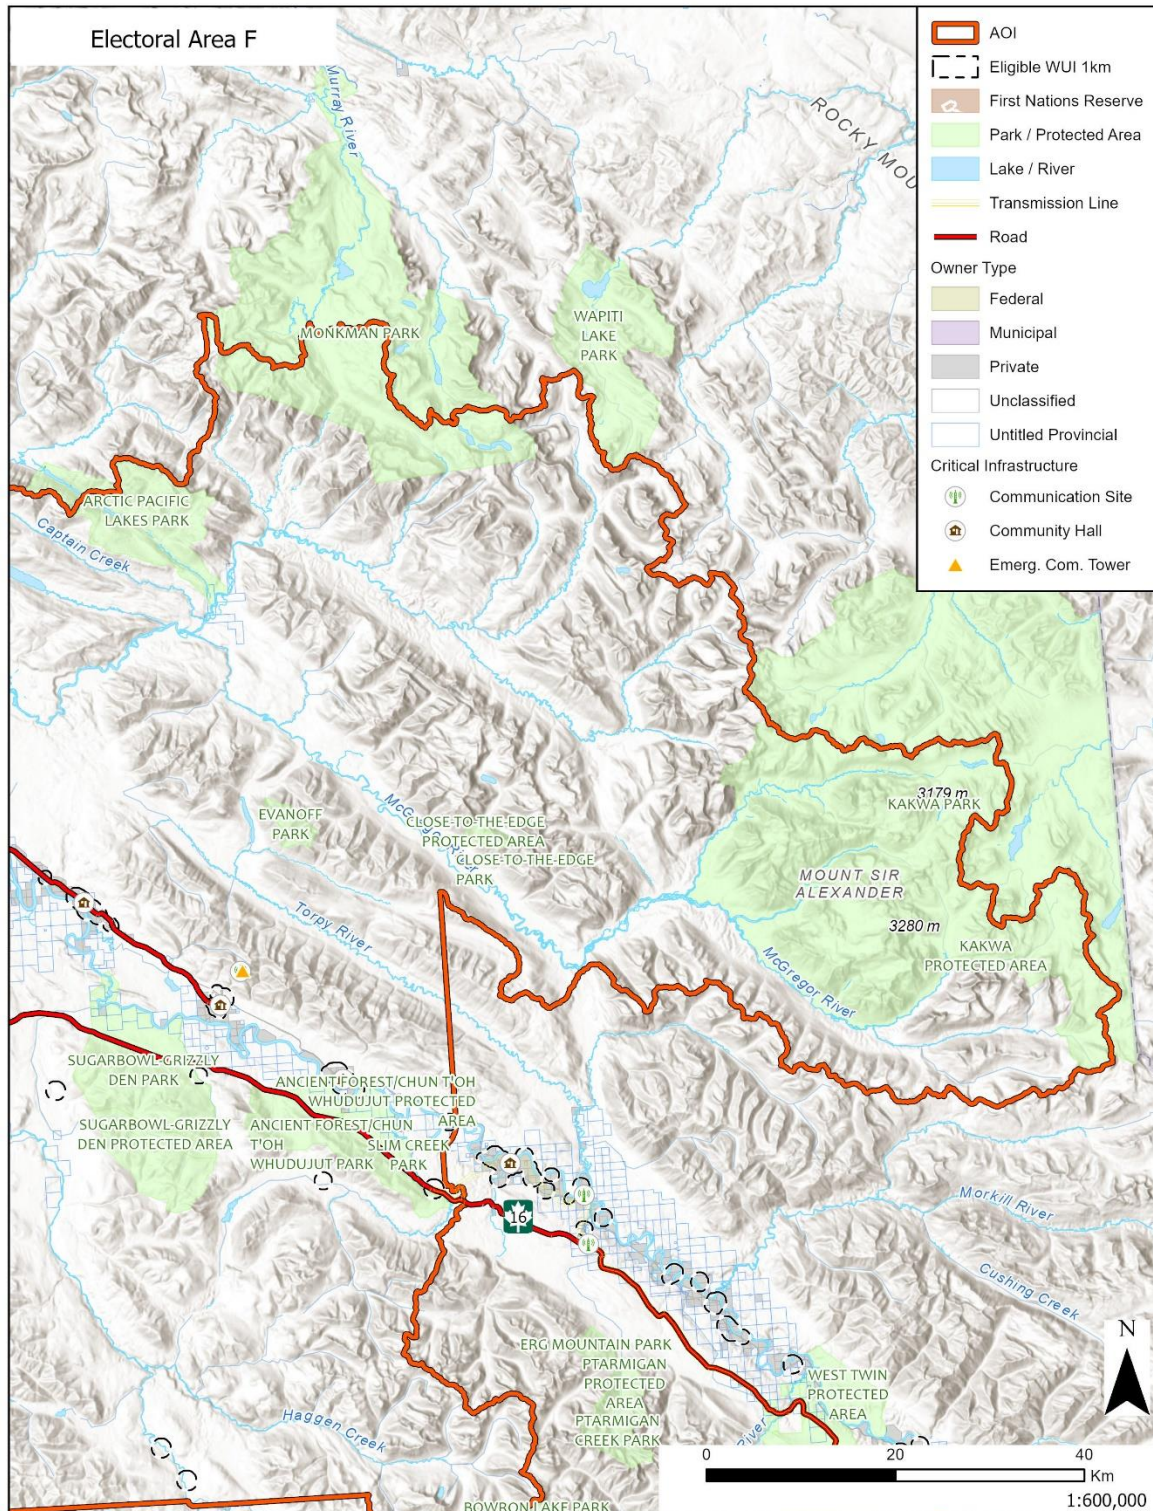 Electoral Area F
AOI
Eligible WUI 1km
First Nations Reserve
Park / Protected Area
Lake / River
Transmission Line
Road
Owner Type
Federal
Municipal
Private
Unclassified
Untitled Provincial
Critical Infrastructure
Communication Site
Community Hall
Emerg. Com. Tower
Murray River
ROCKY MOU
WAPITI
LAKE
PARK
MONKMAN PARK
ARCTIC PACIFIC
LAKES PARK
Captain Creek
3179 m
KAKWA PARK
MOUNT SIR
ALEXANDER
3280 m
KAKWA
PROTECTED AREA
EVANOFF
PARK
McGregor River
CLOSE-TO-THE-EDGE
PROTECTED AREA
CLOSE-TO-THE-EDGE
PARK
Torpy River
McGregor River
SUGARBOWL-GRIZZLY
DEN PARK
SUGARBOWL-GRIZZLY
DEN PROTECTED AREA
ANCIENT FOREST/CHUN T'OH
WHUDUJUT PROTECTED
AREA
ANCIENT FOREST/CHUN
T'OH
WHUDUJUT PARK
SLIM CREEK
PARK
16
Morkill River
Cushing Creek
ERG MOUNTAIN PARK
PTARMIGAN
PROTECTED
AREA
PTARMIGAN
CREEK PARK
WEST TWIN
PROTECTED
AREA
Haggen Creek
River
BOWRON LAKE PARK
N
0 20 40
Km
1:600,000